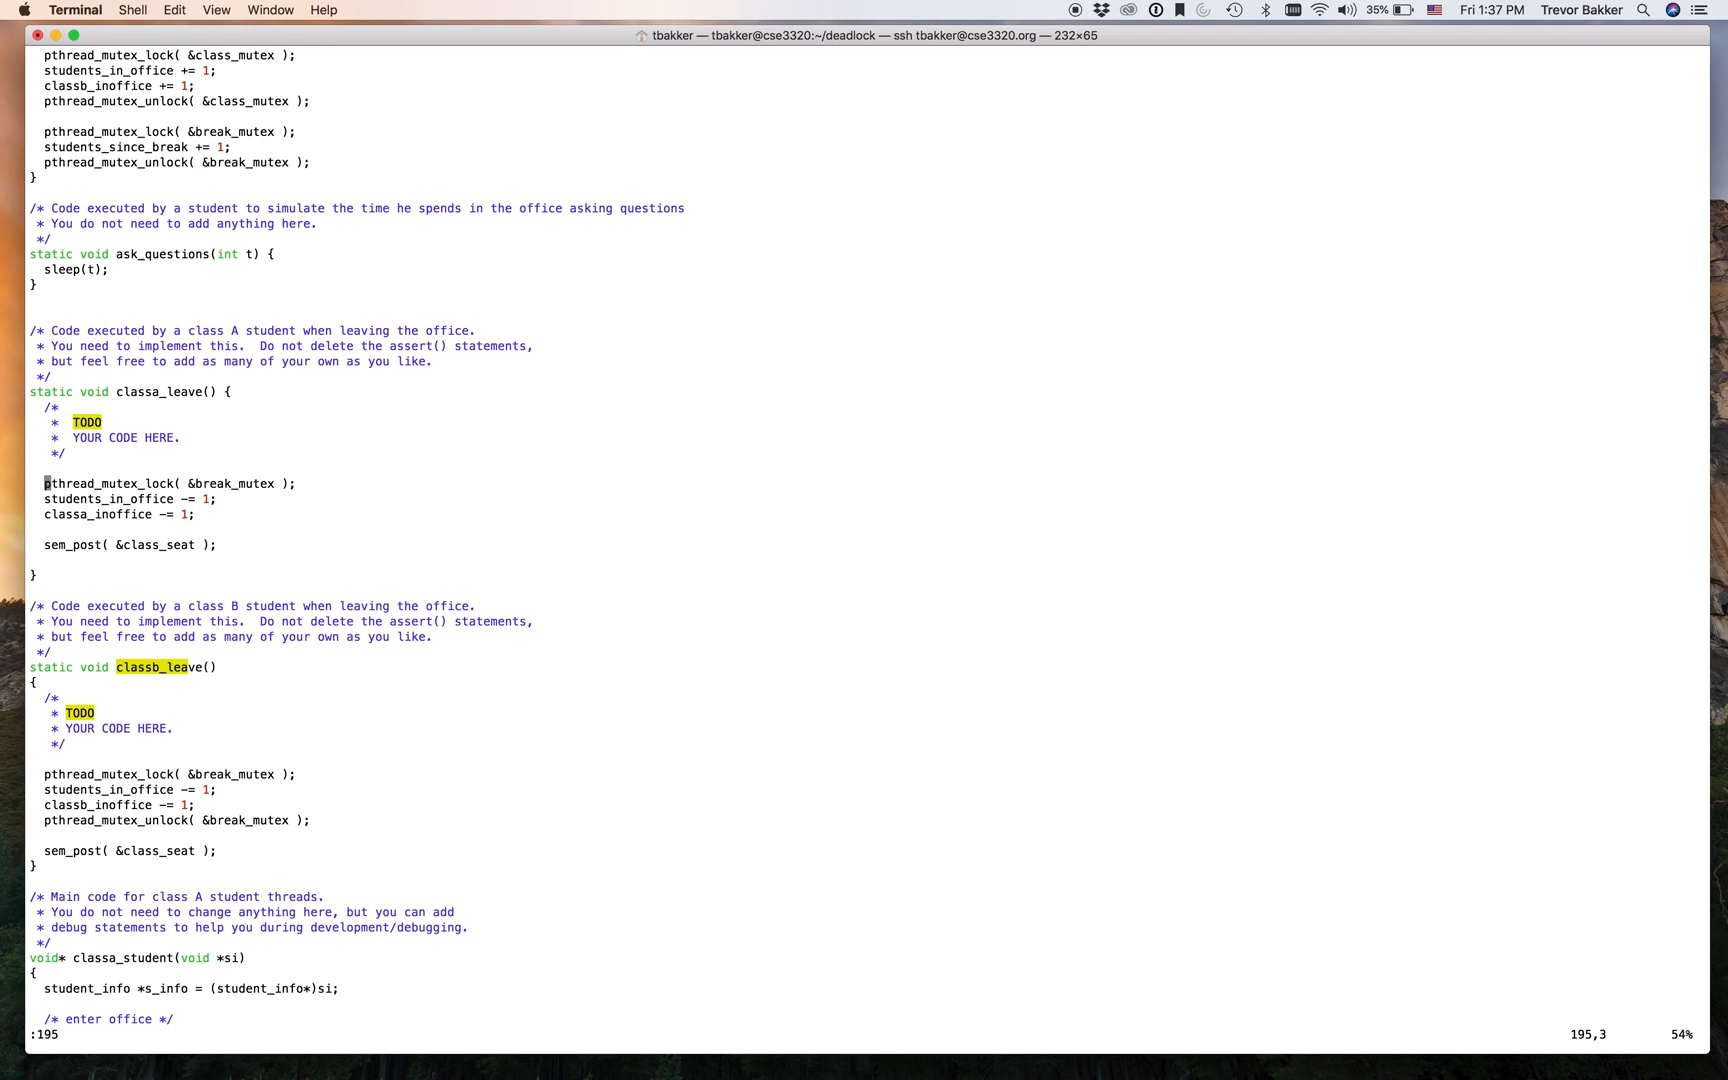 Terminal Shell Edit View Window Help 35% Fri 1:37 PM Trevor Bakker
tbakker — tbakker@cse3320:~/deadlock — ssh tbakker@cse3320.org — 232×65
pthread_mutex_lock( &class_mutex );
students_in_office += 1;
classb_inoffice += 1;
pthread_mutex_unlock( &class_mutex );
pthread_mutex_lock( &break_mutex );
students_since_break += 1;
pthread_mutex_unlock( &break_mutex );
}
/* Code executed by a student to simulate the time he spends in the office asking questions
* You do not need to add anything here.
*/
static void ask_questions(int t) {
sleep(t);
}
/* Code executed by a class A student when leaving the office.
* You need to implement this.  Do not delete the assert() statements,
* but feel free to add as many of your own as you like.
*/
static void classa_leave() {
/*
*  TODO
*  YOUR CODE HERE.
*/
pthread_mutex_lock( &break_mutex );
students_in_office -= 1;
classa_inoffice -= 1;
sem_post( &class_seat );
}
/* Code executed by a class B student when leaving the office.
* You need to implement this.  Do not delete the assert() statements,
* but feel free to add as many of your own as you like.
*/
static void classb_leave()
{
/*
* TODO
* YOUR CODE HERE.
*/
pthread_mutex_lock( &break_mutex );
students_in_office -= 1;
classb_inoffice -= 1;
pthread_mutex_unlock( &break_mutex );
sem_post( &class_seat );
}
/* Main code for class A student threads.
* You do not need to change anything here, but you can add
* debug statements to help you during development/debugging.
*/
void* classa_student(void *si)
{
student_info *s_info = (student_info*)si;
/* enter office */
:195 195,3 54%